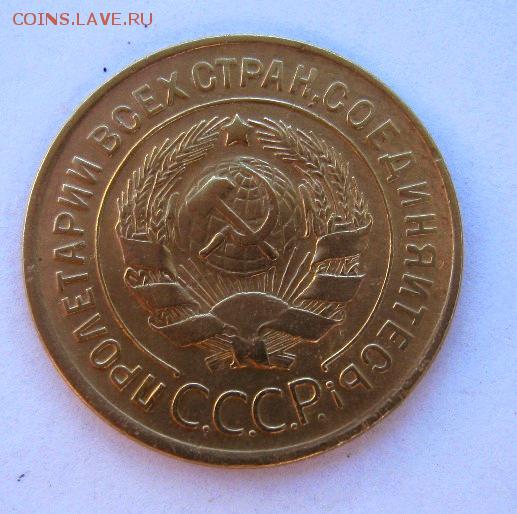 COINS.LAVE.RU
ПРОЛЕТАРИИ ВСЕХ СТРАН, СОЕДИНЯЙТЕСЬ!
С.С.С.Р.